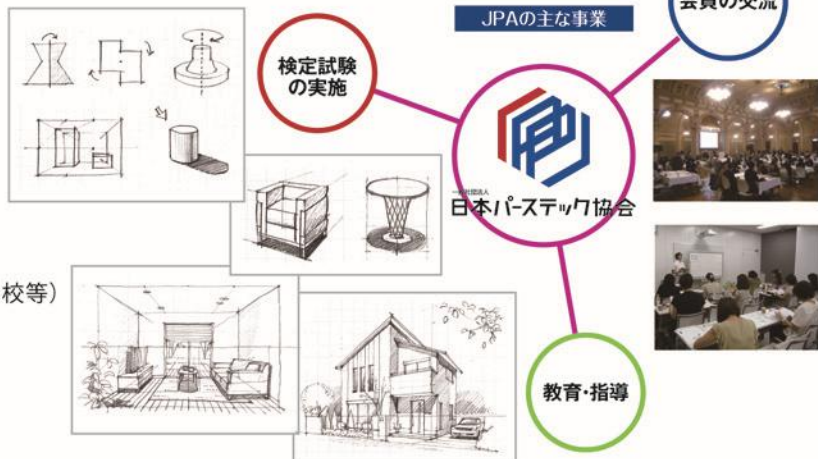 JPAの主な事業
会員の交流
検定試験
の実施
一般社団法人
日本パーステック協会
校等)
教育・指導